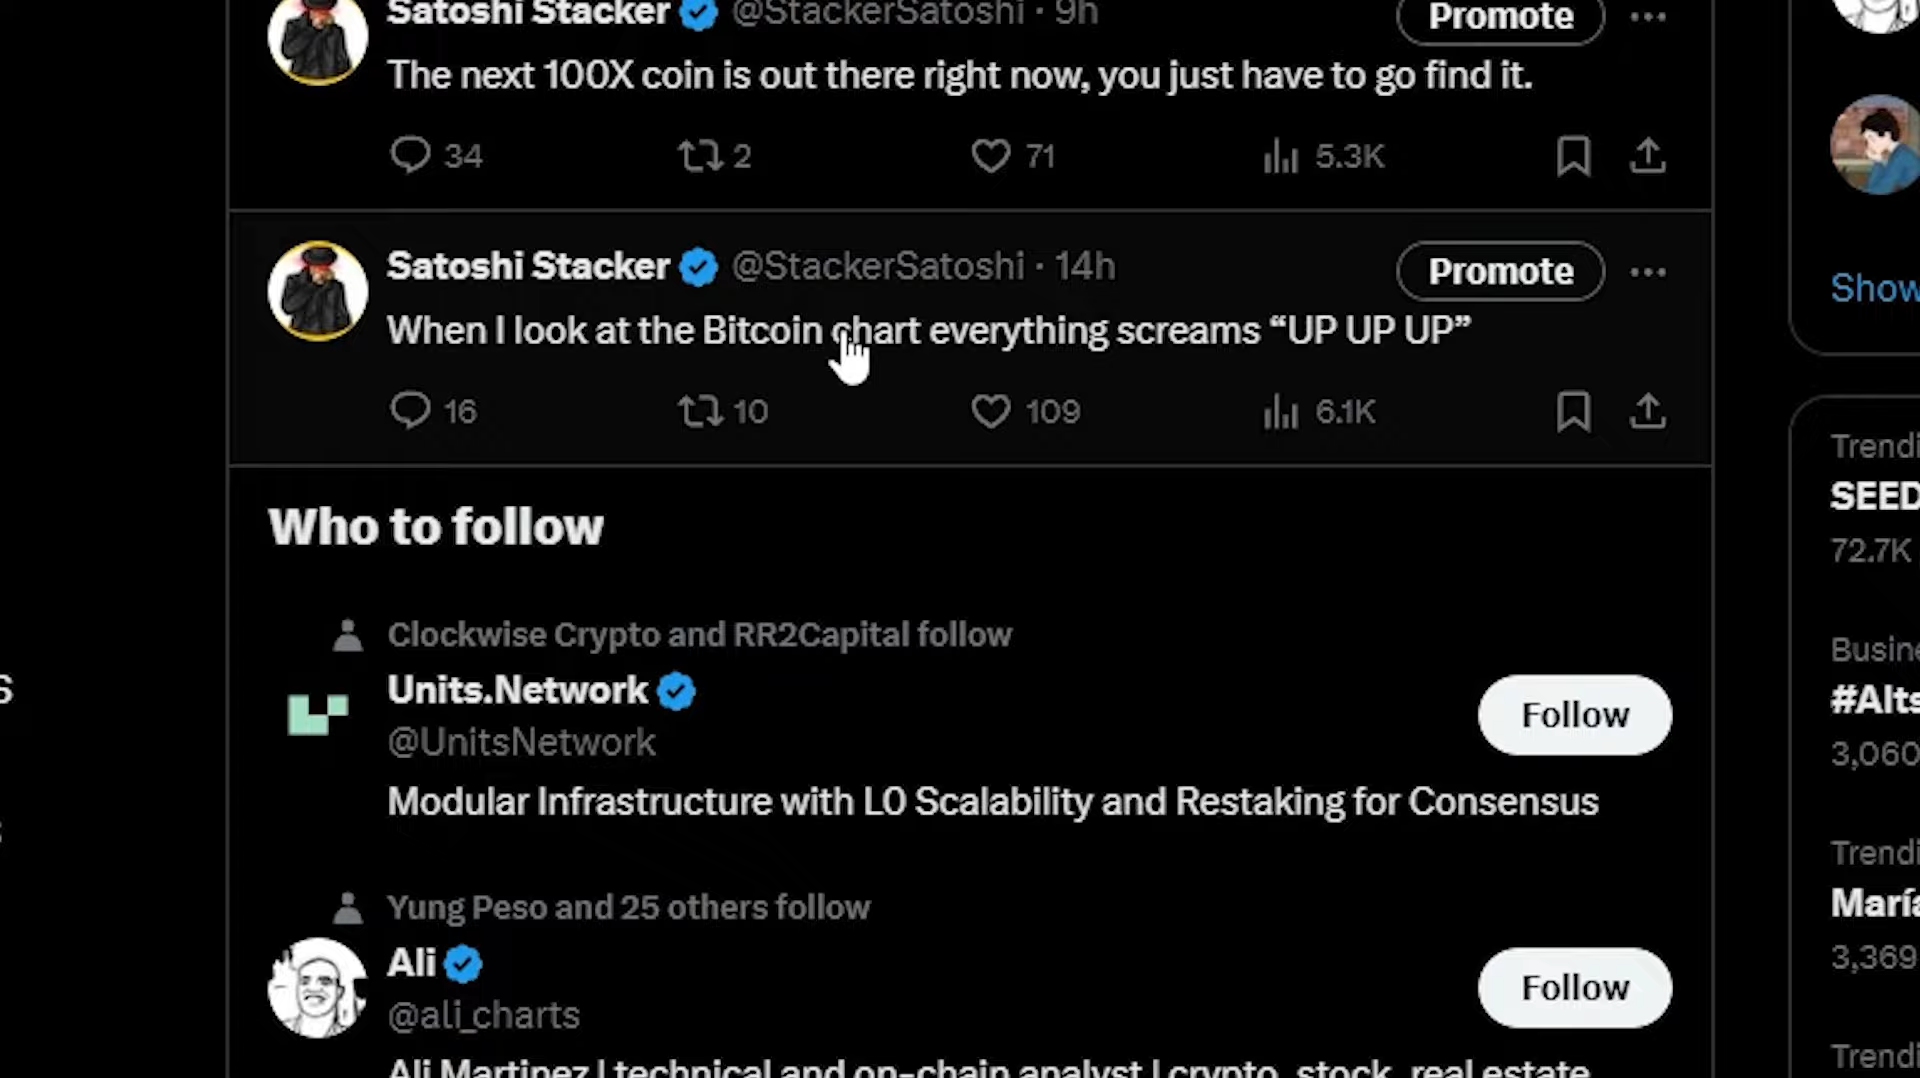 Satoshi Stacker @StackerSatoshi · 9h
Promote
The next 100X coin is out there right now, you just have to go find it.
34 2 71 5.3K
Satoshi Stacker @StackerSatoshi · 14h
Promote
When I look at the Bitcoin chart everything screams “UP UP UP”
16 10 109 6.1K
Who to follow
Clockwise Crypto and RR2Capital follow
Units.Network
@UnitsNetwork
Follow
Modular Infrastructure with L0 Scalability and Restaking for Consensus
Yung Peso and 25 others follow
Ali
@ali_charts
Follow
Ali Martinez | technical and on-chain analyst | crypto, stock, real estate
Show
Trendi
SEED
72.7K
Busine
#Alts
3,060
Trendi
María
3,369
Trendi